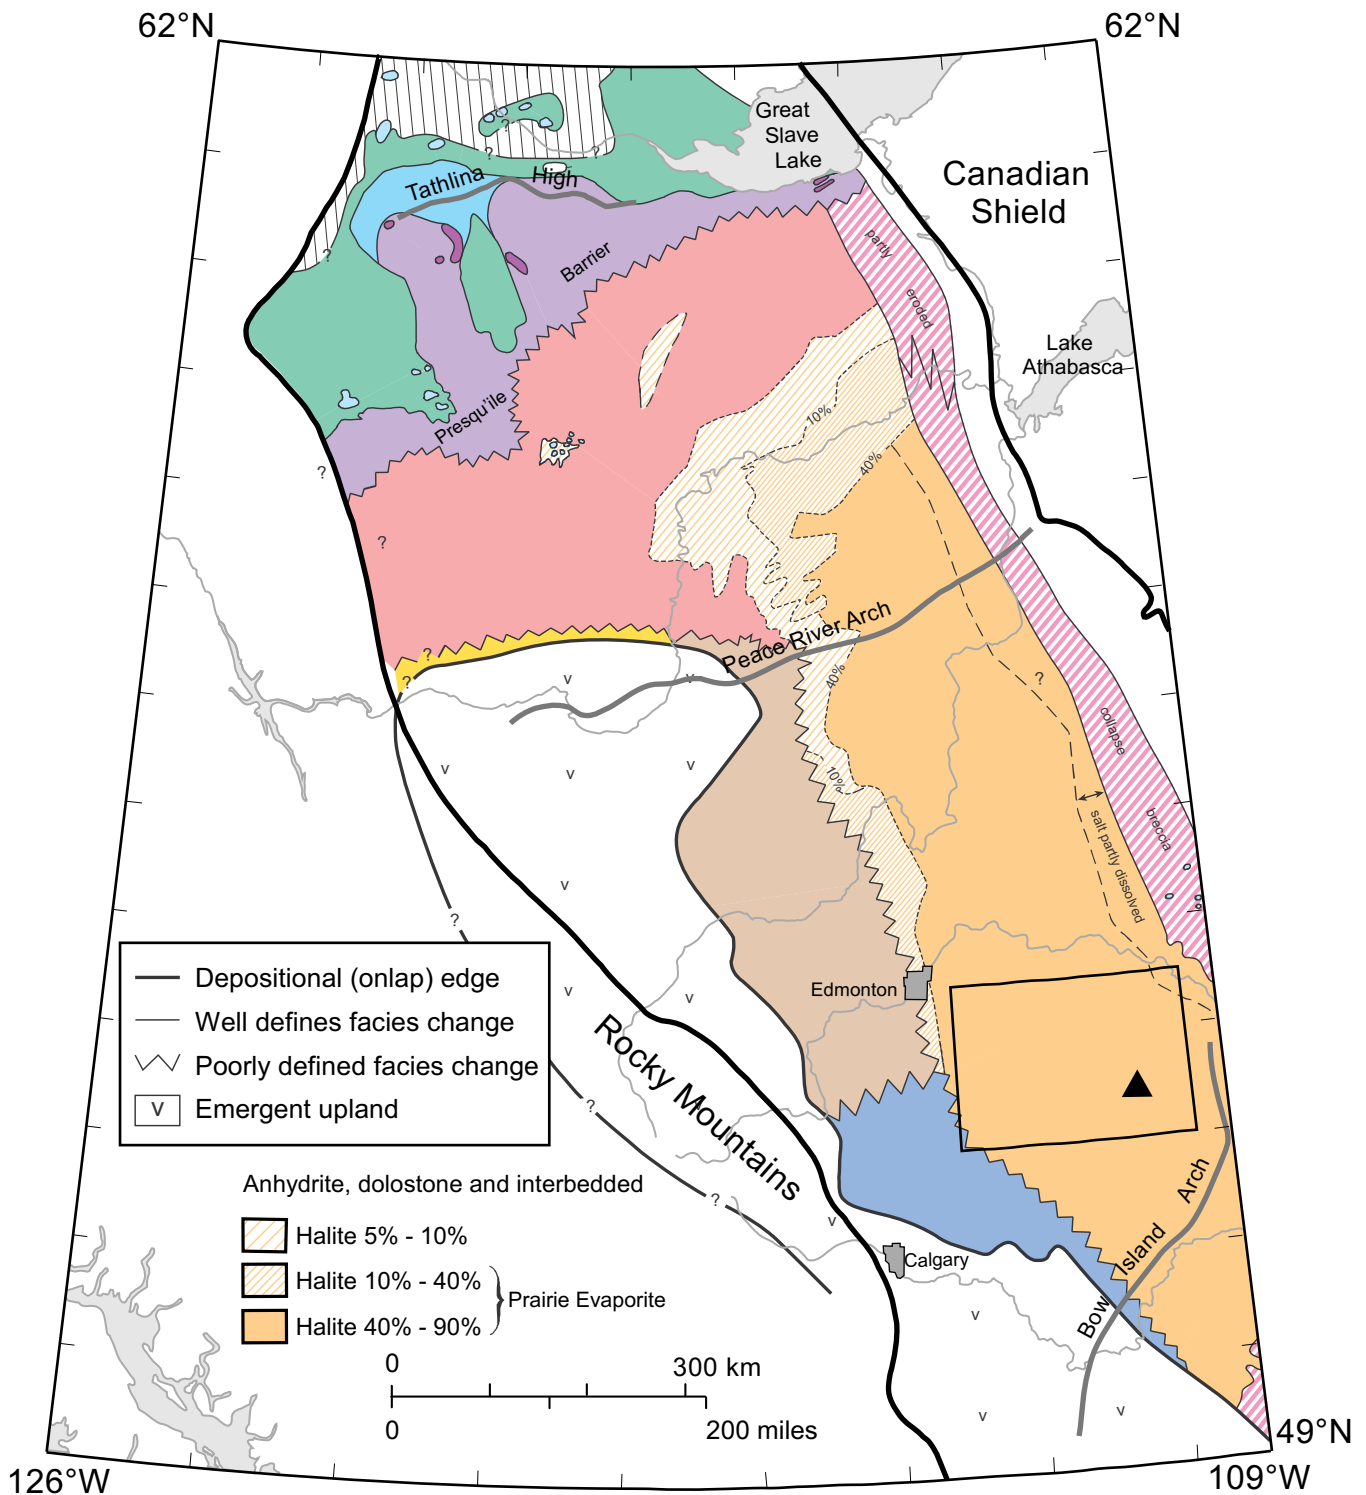 62°N
62°N
Great
Slave
Lake
Canadian
Shield
Tathlina
High
?
?
?
?
partly
Barrier
eroded
Lake
Athabasca
10%
Presqu'ile
40%
?
?
Peace River Arch
?
?
40%
?
v
v
collapse
v
v
v
10%
salt partly dissolved
breccia
v
?
Edmonton
v
v
Depositional (onlap) edge
Well defines facies change
Poorly defined facies change
v
Emergent upland
Rocky Mountains
?
?
Anhydrite, dolostone and interbedded
Halite 5% - 10%
Halite 10% - 40%
Halite 40% - 90%
Prairie Evaporite
v
Calgary
v
Bow Island Arch
v
v
0
300 km
0
200 miles
49°N
126°W
109°W